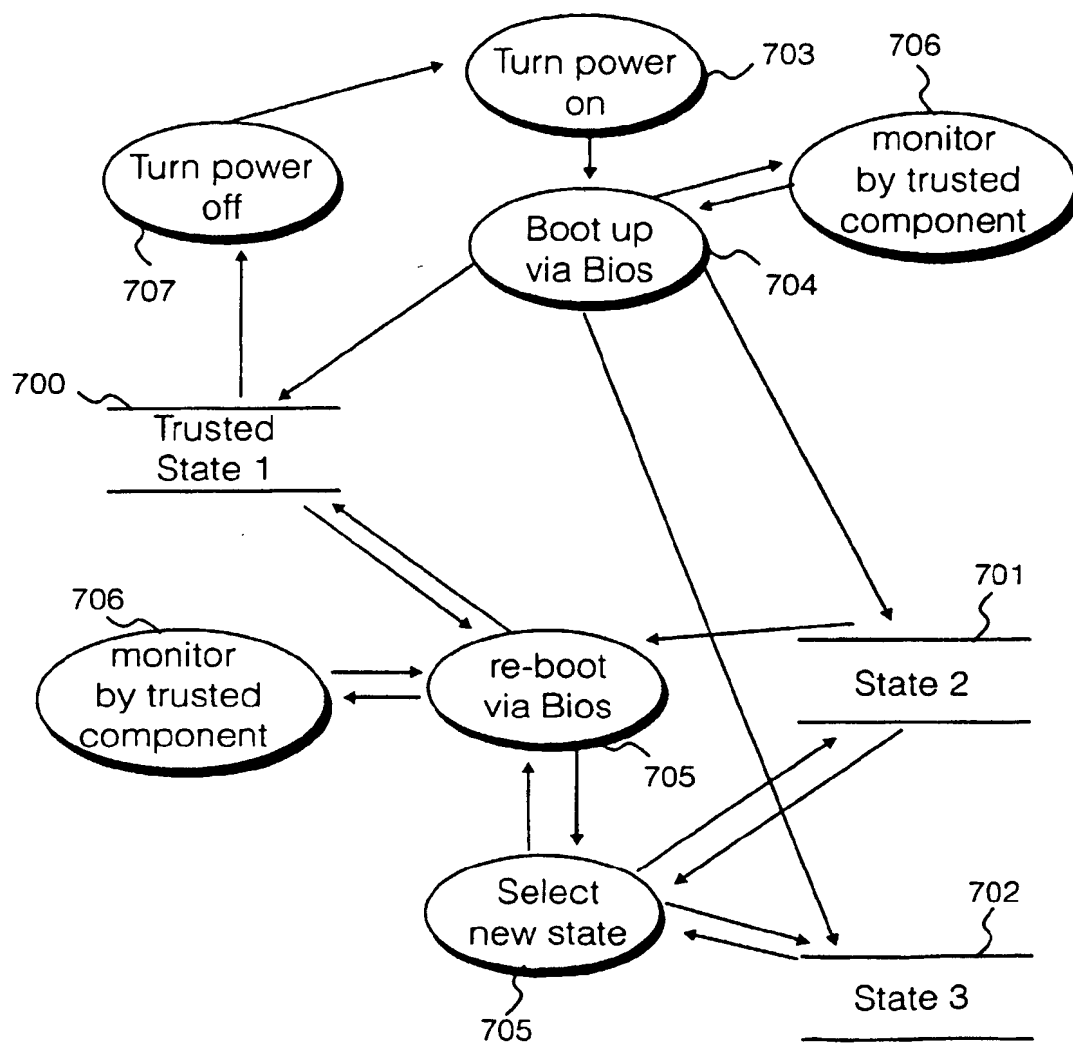 Turn power
on
703
706
monitor
by trusted
component
Turn power
off
707
Boot up
via Bios
704
700
Trusted
State 1
706
monitor
by trusted
component
re-boot
via Bios
705
701
State 2
Select
new state
705
702
State 3